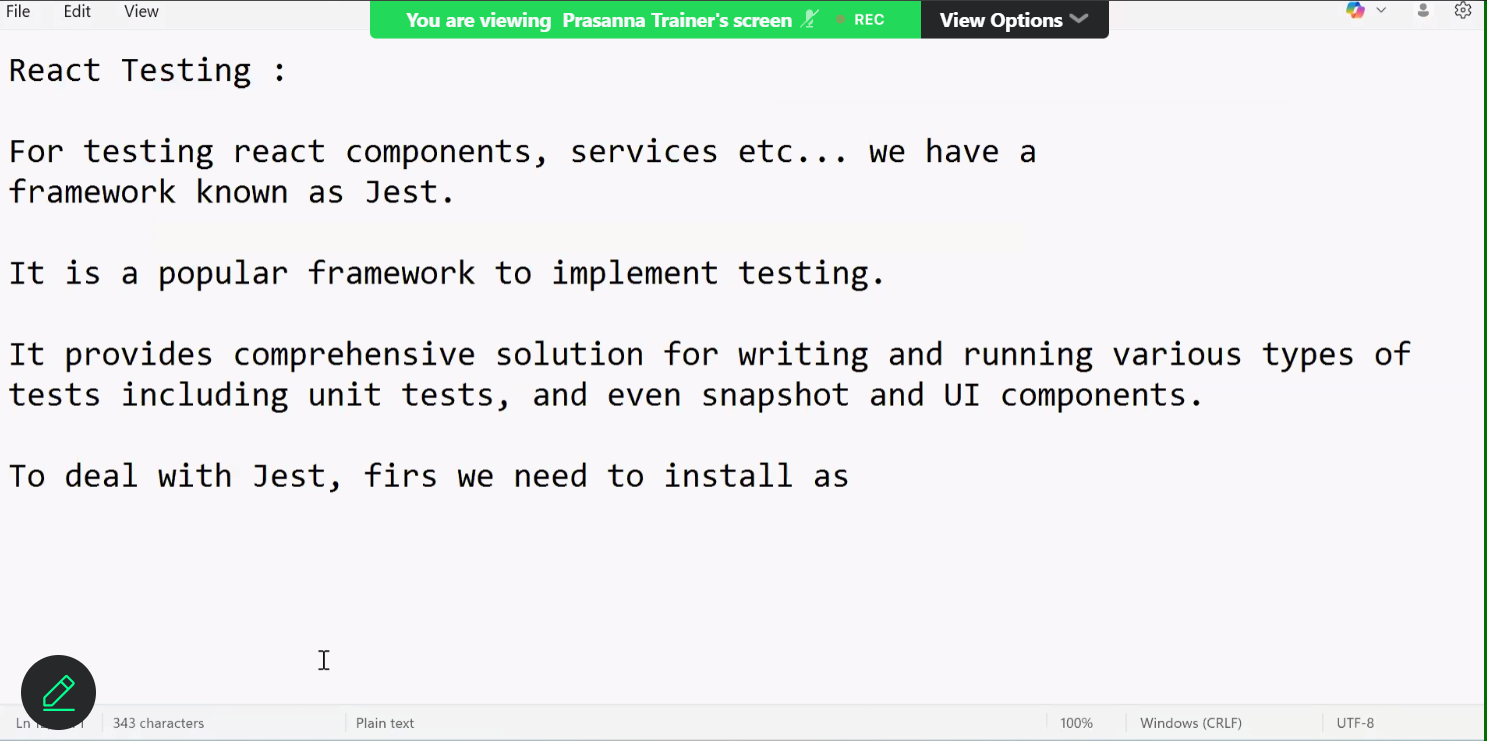 File Edit View
You are viewing Prasanna Trainer's screen REC View Options
React Testing :
For testing react components, services etc... we have a
framework known as Jest.
It is a popular framework to implement testing.
It provides comprehensive solution for writing and running various types of
tests including unit tests, and even snapshot and UI components.
To deal with Jest, firs we need to install as
Ln 343 characters Plain text 100% Windows (CRLF) UTF-8